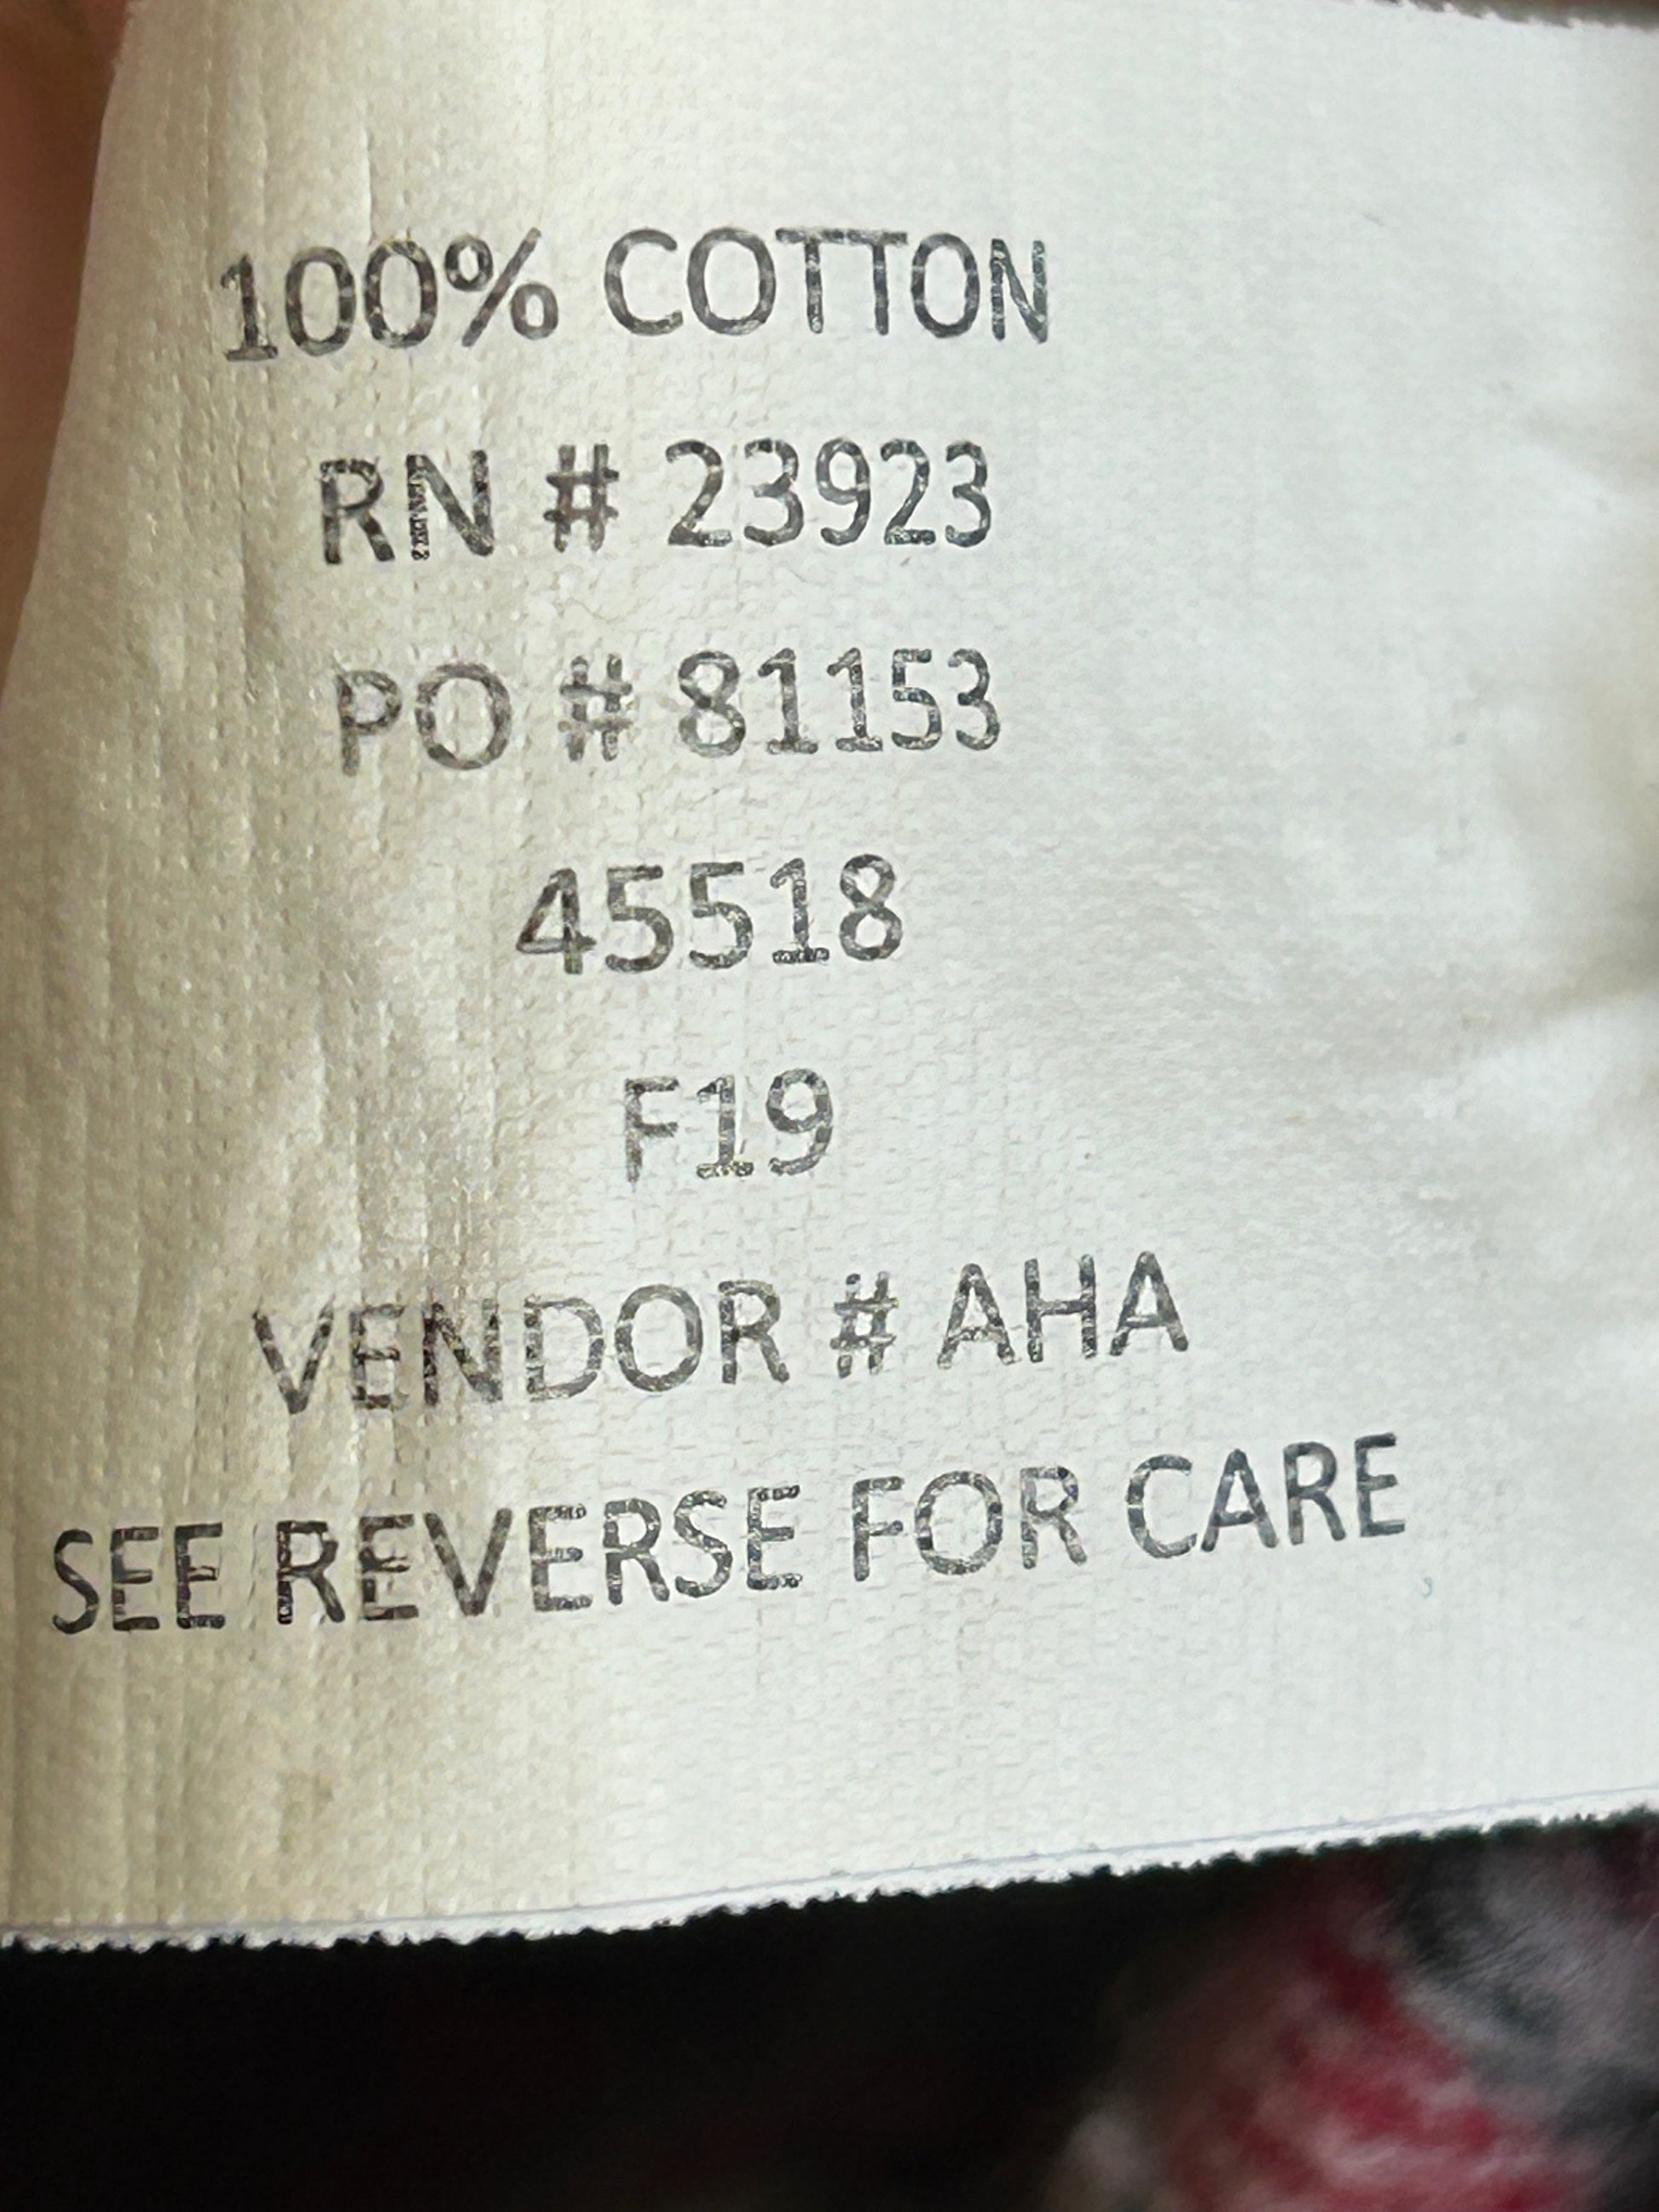 100% COTTON
RN # 23923
PO # 81153
45518
F19
VENDOR # AHA
SEE REVERSE FOR CARE